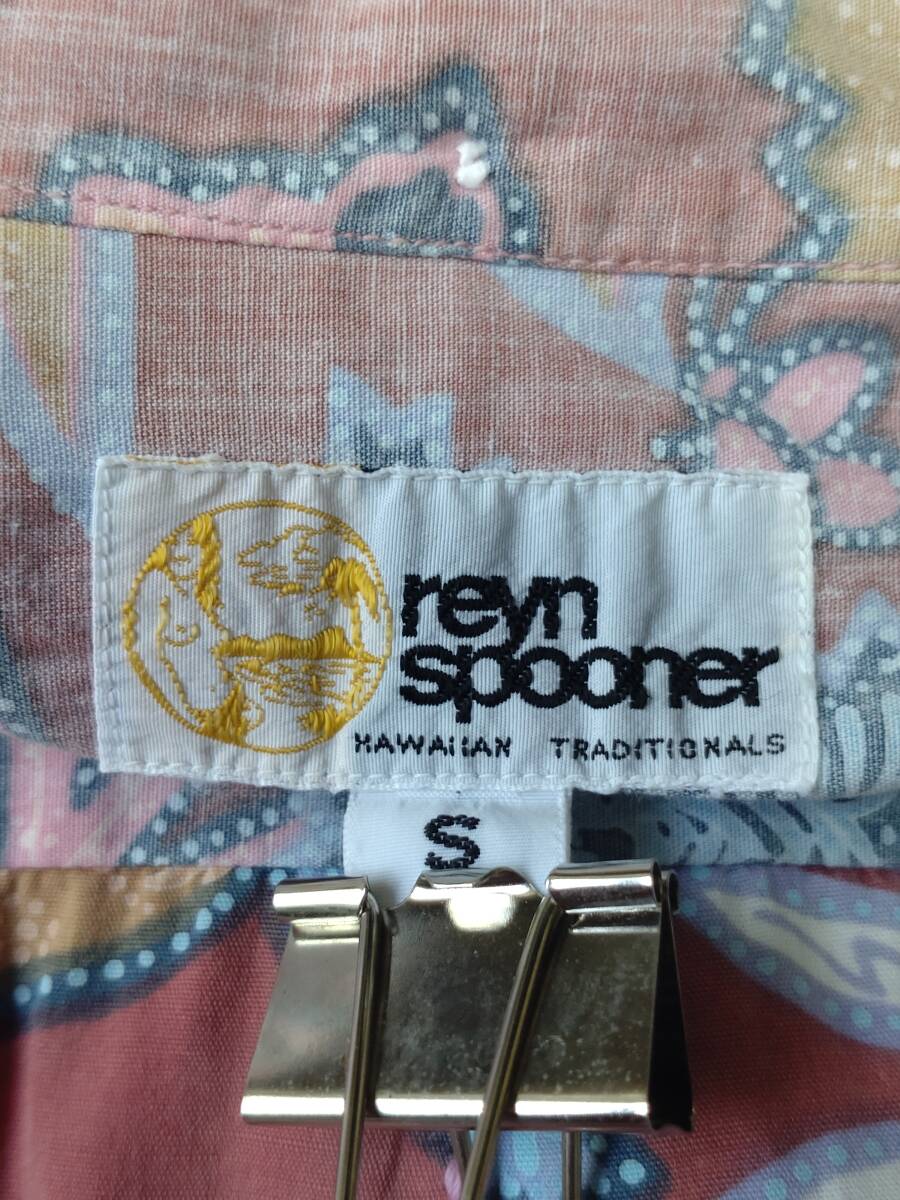 reyn
spooner
HAWAIIAN TRADITIONALS
S